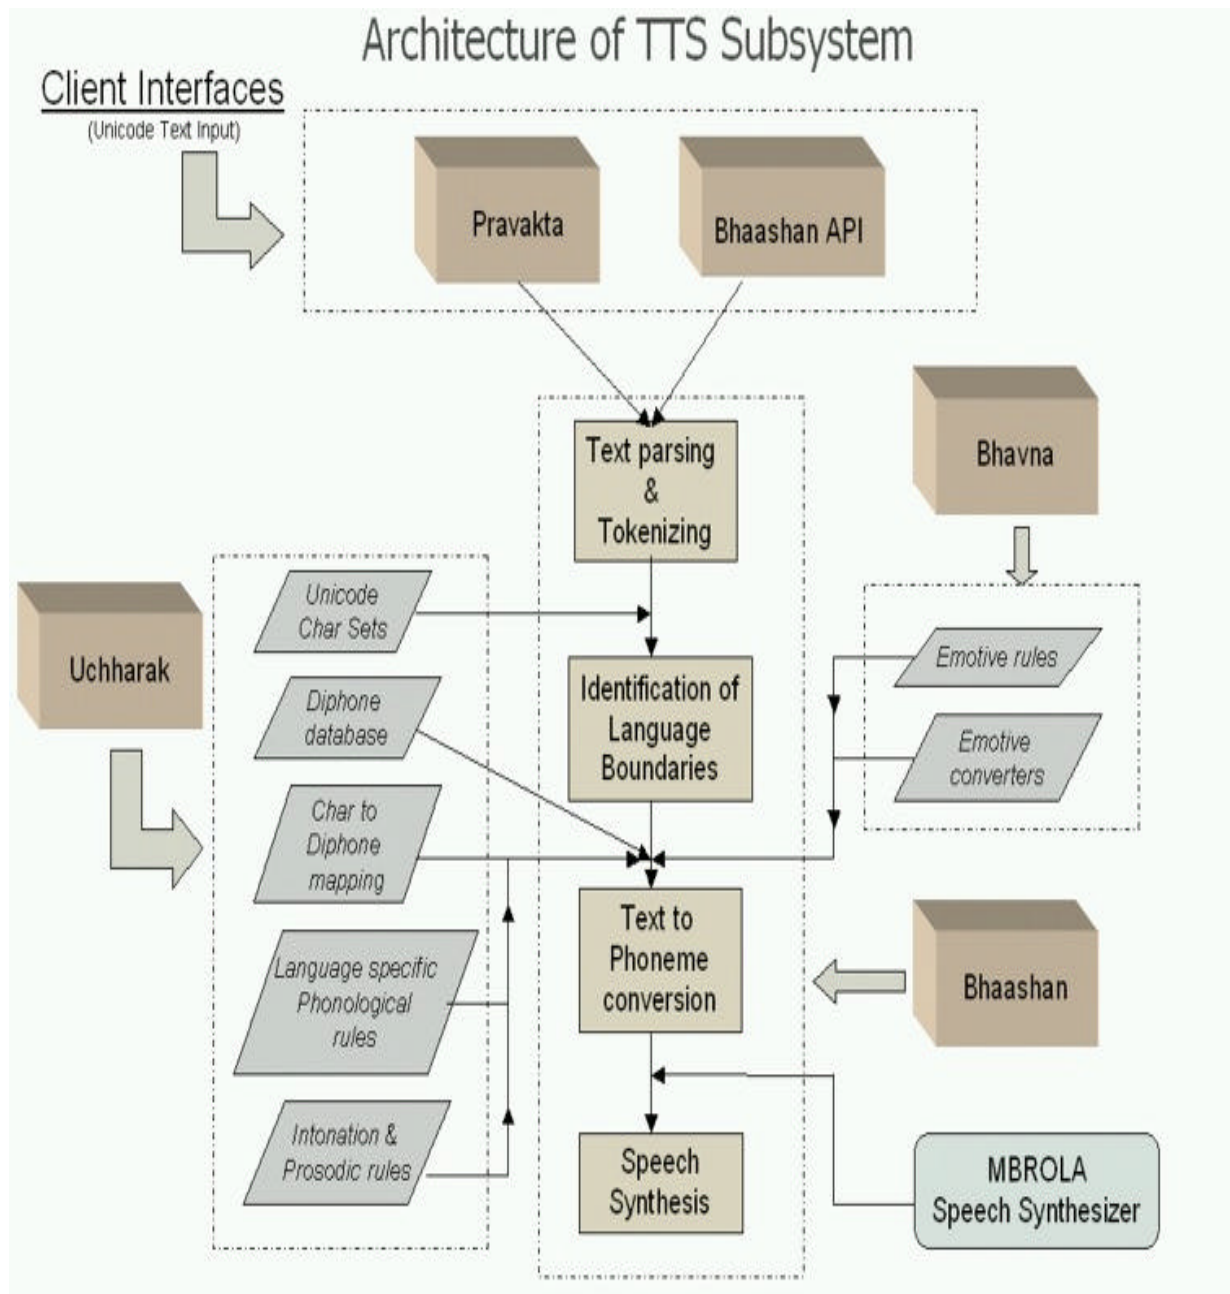 Architecture of TTS Subsystem
Client Interfaces
(Unicode Text Input)
Pravakta
Bhaashan API
Text parsing
&
Tokenizing
Bhavna
Unicode
Char Sets
Uchharak
Diphone
database
Identification of
Language
Boundaries
Emotive rules
Emotive
converters
Char to
Diphone
mapping
Text to
Phoneme
conversion
Language specific
Phonological
rules
Bhaashan
Intonation &
Prosodic rules
Speech
Synthesis
MBROLA
Speech Synthesizer